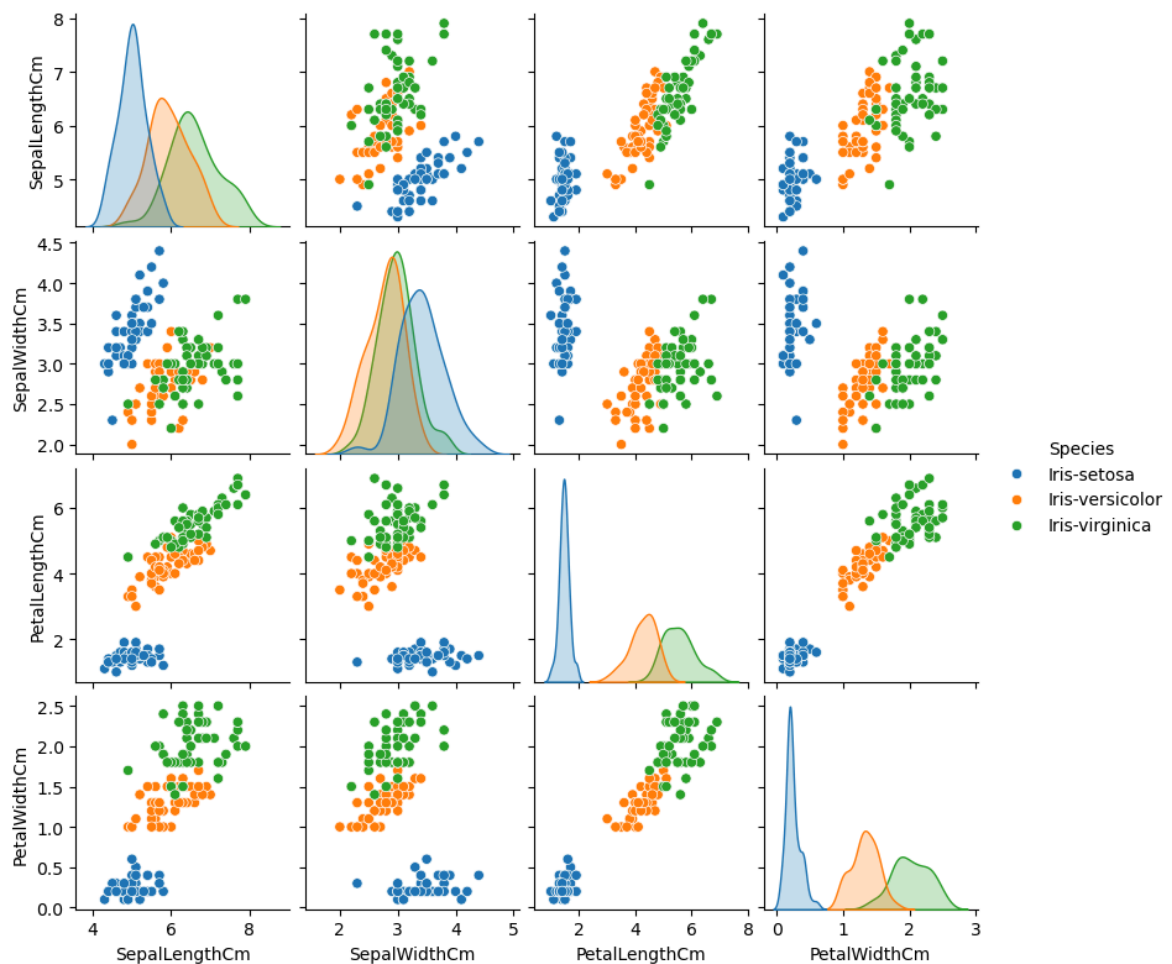 SepalLengthCm
8
7
6
5
SepalWidthCm
4.5
4.0
3.5
3.0
2.5
2.0
PetalLengthCm
6
4
2
PetalWidthCm
2.5
2.0
1.5
1.0
0.5
0.0
4 6 8
SepalLengthCm
2 3 4 5
SepalWidthCm
2 4 6 8
PetalLengthCm
0 1 2 3
PetalWidthCm
Species
Iris-setosa
Iris-versicolor
Iris-virginica